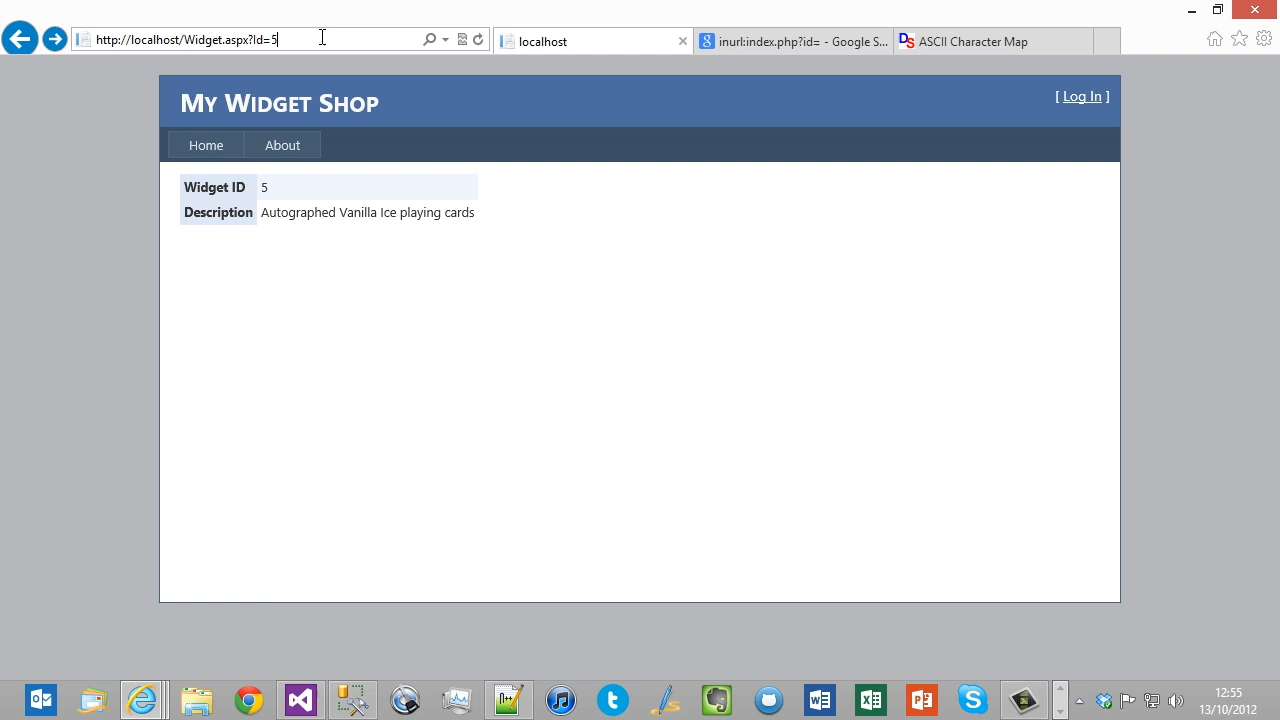 http://localhost/Widget.aspx?Id=5
localhost
inurl:index.php?id= - Google S...
ASCII Character Map
MY WIDGET SHOP
[ Log In ]
Home
About
Widget ID 5
Description Autographed Vanilla Ice playing cards
12:55
13/10/2012